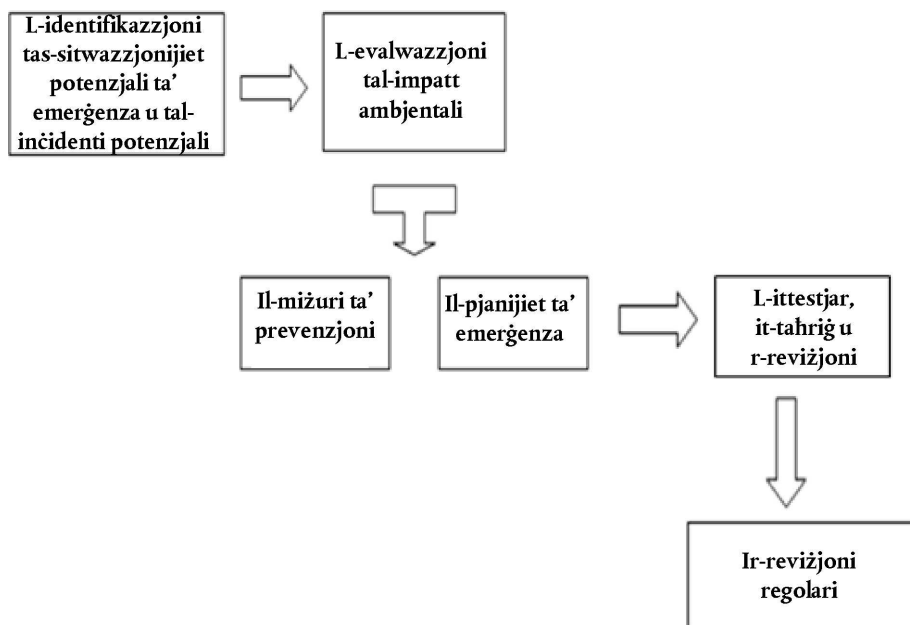 L-identifikazzjoni
tas-sitwazzjonijiet
potenzjali ta’
emerġenza u tal-
inċidenti potenzjali
L-evalwazzjoni
tal-impatt
ambjentali
Il-miżuri ta’
prevenzjoni
Il-pjanijiet ta’
emerġenza
L-ittestjar,
it-taħriġ u
r-reviżjoni
Ir-reviżjoni
regolari